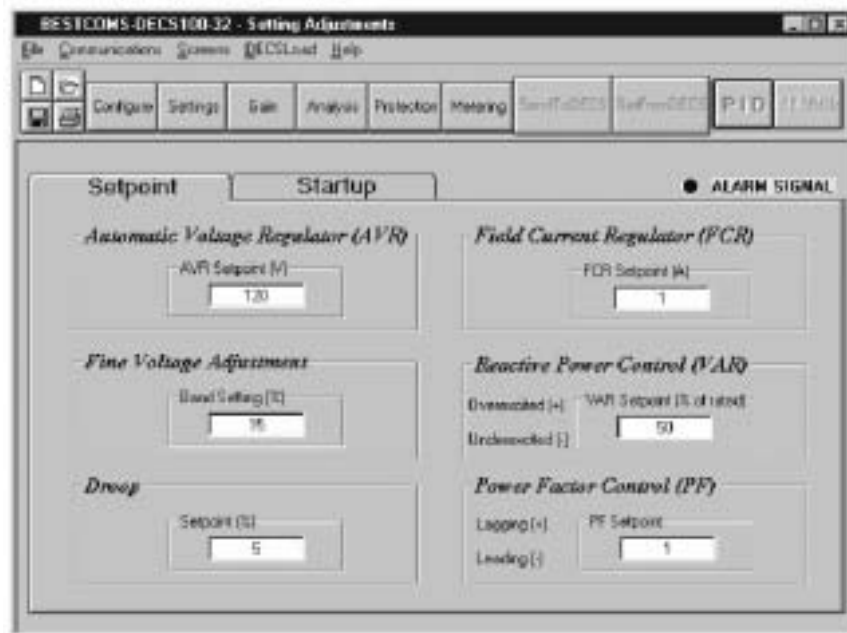 BESTCOMS-DECS100-32 - Setting Adjustments
File Communications Screens DECSLoad Help
Configure Settings Gain Analysis Protection Metering SendToDECS GetFromDECS PID
Setpoint Startup ALARM SIGNAL
Automatic Voltage Regulator (AVR)
AVR Setpoint (V)
120
Field Current Regulator (FCR)
FCR Setpoint (A)
1
Fine Voltage Adjustment
Band Setting (%)
15
Reactive Power Control (VAR)
Overexcited (+)
Underexcited (-)
VAR Setpoint (% of rated)
50
Droop
Setpoint (%)
5
Power Factor Control (PF)
Lagging (+)
Leading (-)
PF Setpoint
1